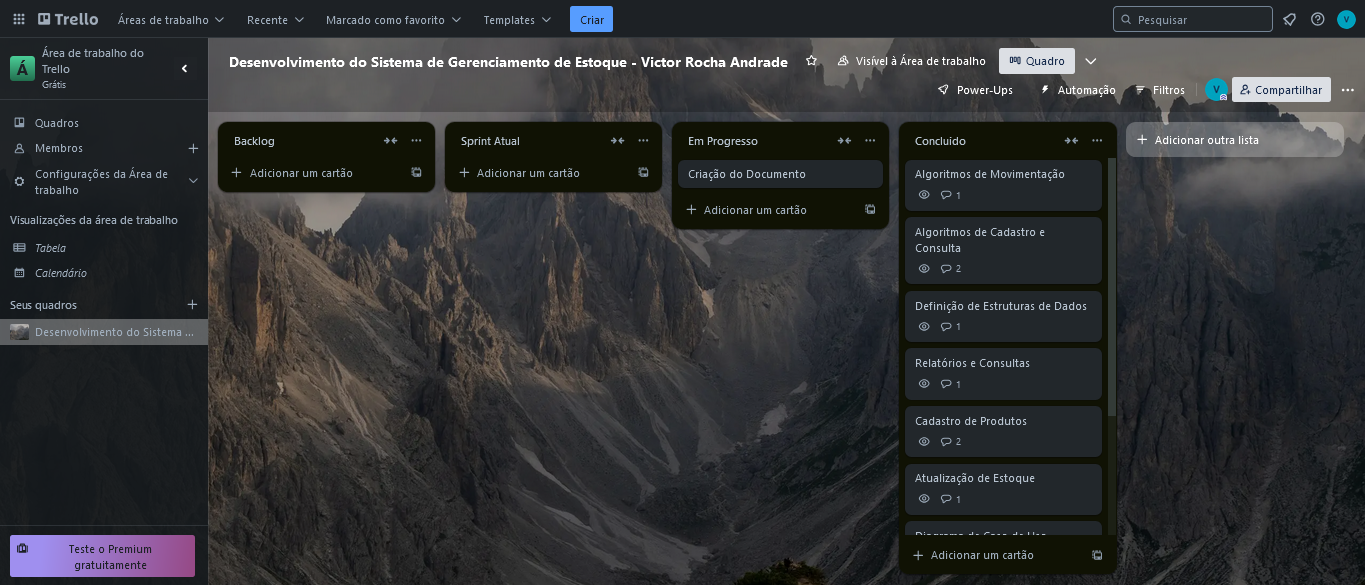 Trello
Áreas de trabalho
Recente
Marcado como favorito
Templates
Criar
Pesquisar
V
Á
Área de trabalho do
Trello
Grátis
Quadros
Membros
Configurações da Área de
trabalho
Visualizações da área de trabalho
Tabela
Calendário
Seus quadros
Desenvolvimento do Sistema ...
Teste o Premium
gratuitamente
Desenvolvimento do Sistema de Gerenciamento de Estoque - Victor Rocha Andrade
Visível à Área de trabalho
Quadro
Power-Ups
Automação
Filtros
V
Compartilhar
Backlog
Adicionar um cartão
Sprint Atual
Adicionar um cartão
Em Progresso
Criação do Documento
Adicionar um cartão
Concluído
Algoritmos de Movimentação
1
Algoritmos de Cadastro e
Consulta
2
Definição de Estruturas de Dados
1
Relatórios e Consultas
1
Cadastro de Produtos
2
Atualização de Estoque
1
Diagrama de Caso de Uso
Adicionar um cartão
Adicionar outra lista